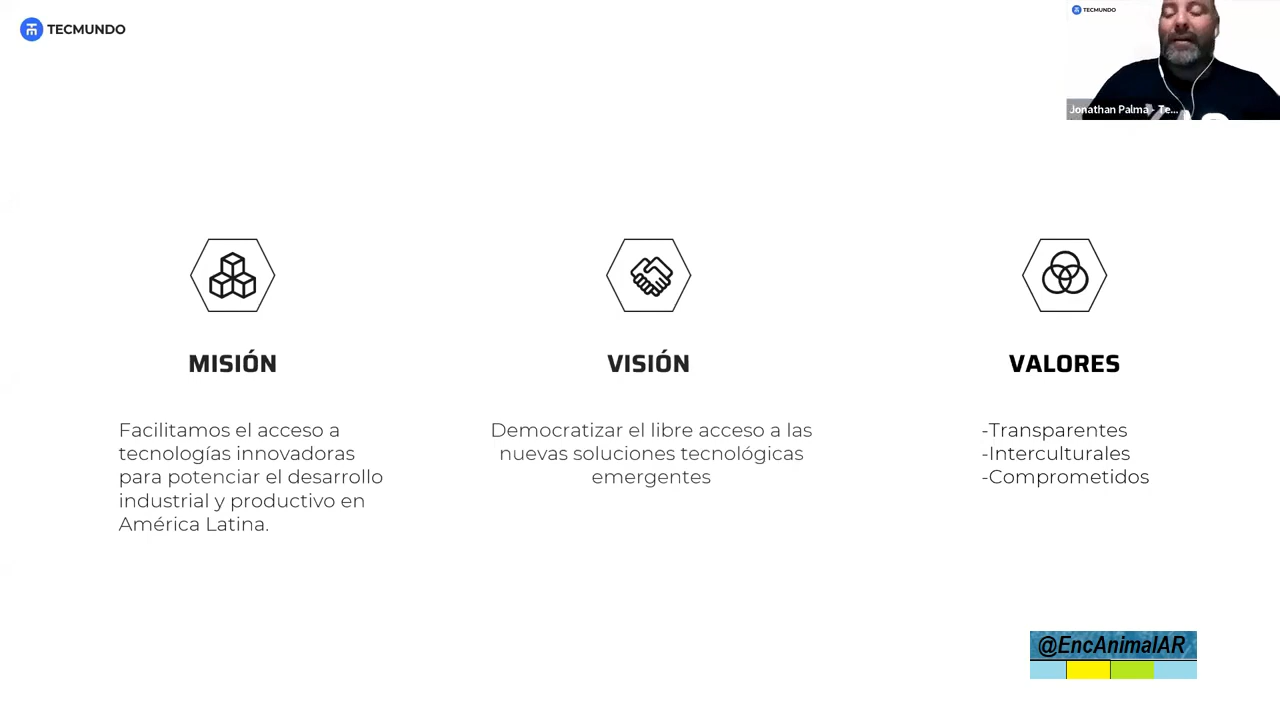 TECMUNDO
TECMUNDO
Jonathan Palma - Te...
MISIÓN
Facilitamos el acceso a
tecnologías innovadoras
para potenciar el desarrollo
industrial y productivo en
América Latina.
VISIÓN
Democratizar el libre acceso a las
nuevas soluciones tecnológicas
emergentes
VALORES
-Transparentes
-Interculturales
-Comprometidos
@EncAnimalAR